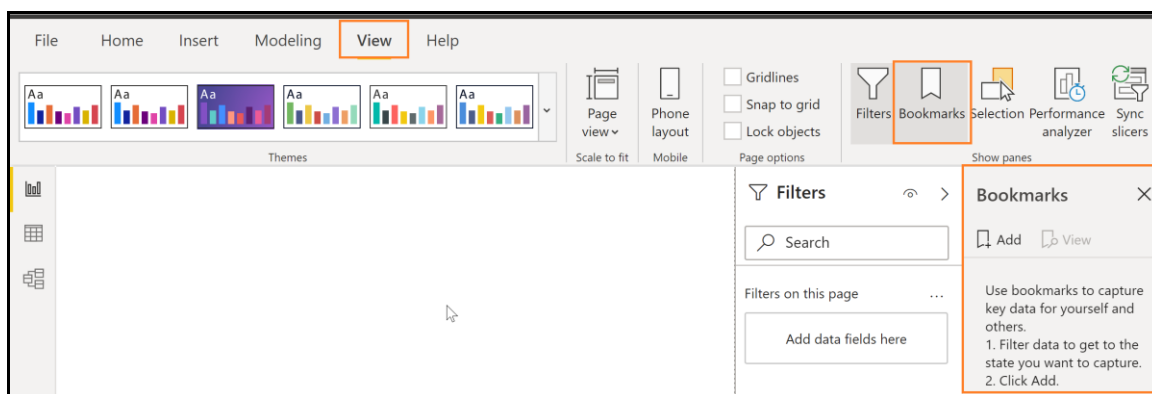 File Home Insert Modeling View Help
Aa Aa Aa Aa Aa Aa
Page view
Phone layout
Gridlines
Snap to grid
Lock objects
Filters Bookmarks Selection Performance analyzer Sync slicers
Themes Scale to fit Mobile Page options Show panes
Filters
Search
Filters on this page ...
Add data fields here
Bookmarks
Add View
Use bookmarks to capture
key data for yourself and
others.
1. Filter data to get to the
state you want to capture.
2. Click Add.